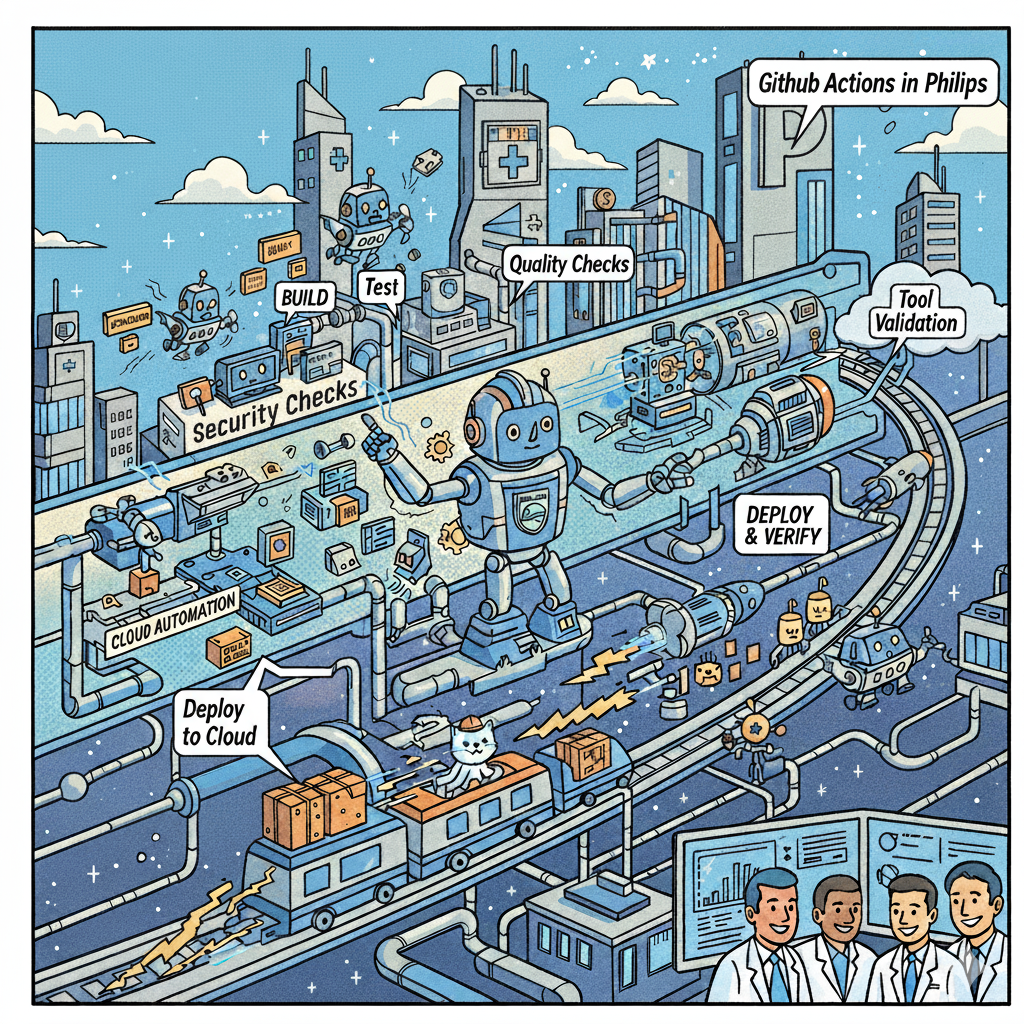 Github Actions in Philips
P
Quality Checks
Test
BUILD
Tool
Validation
Security Checks
DEPLOY
& VERIFY
CLOUD AUTOMATION
Deploy
to Cloud